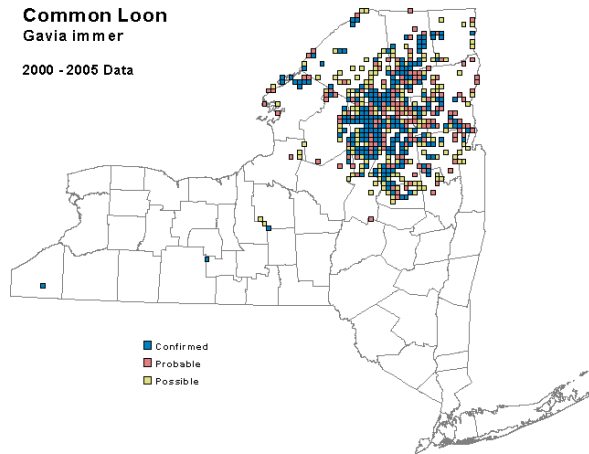 Common Loon
Gavia immer
2000 - 2005 Data
Confirmed
Probable
Possible